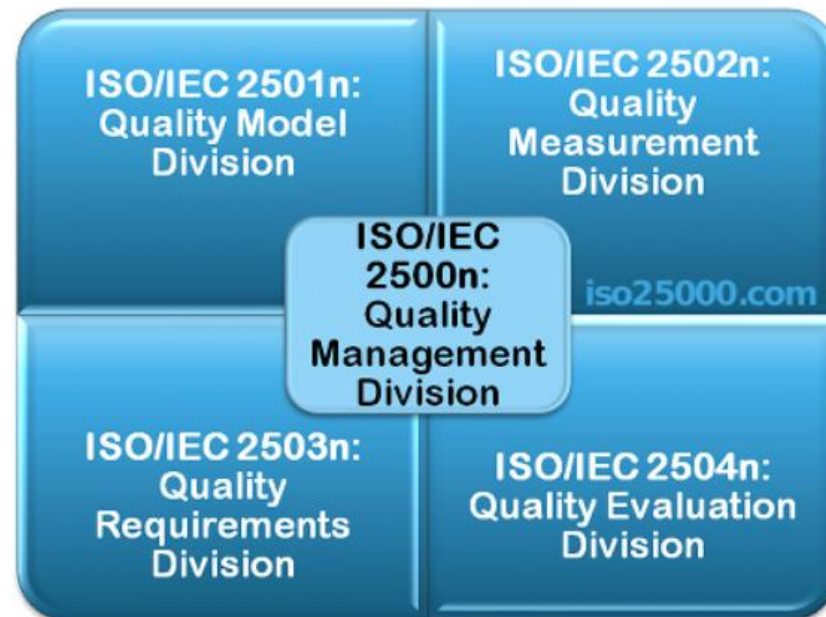 ISO/IEC 2501n:
Quality Model
Division
ISO/IEC 2502n:
Quality
Measurement
Division
ISO/IEC
2500n:
Quality
Management
Division
iso25000.com
ISO/IEC 2503n:
Quality
Requirements
Division
ISO/IEC 2504n:
Quality Evaluation
Division